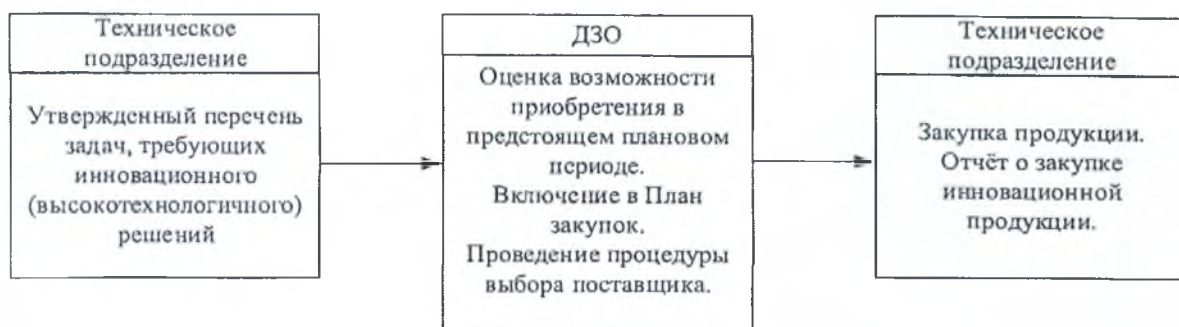 Техническое
подразделение
Утвержденный перечень
задач, требующих
инновационного
(высокотехнологичного)
решений
ДЗО
Оценка возможности
приобретения в
предстоящем плановом
периоде.
Включение в План
закупок.
Проведение процедуры
выбора поставщика.
Техническое
подразделение
Закупка продукции.
Отчёт о закупке
инновационной
продукции.